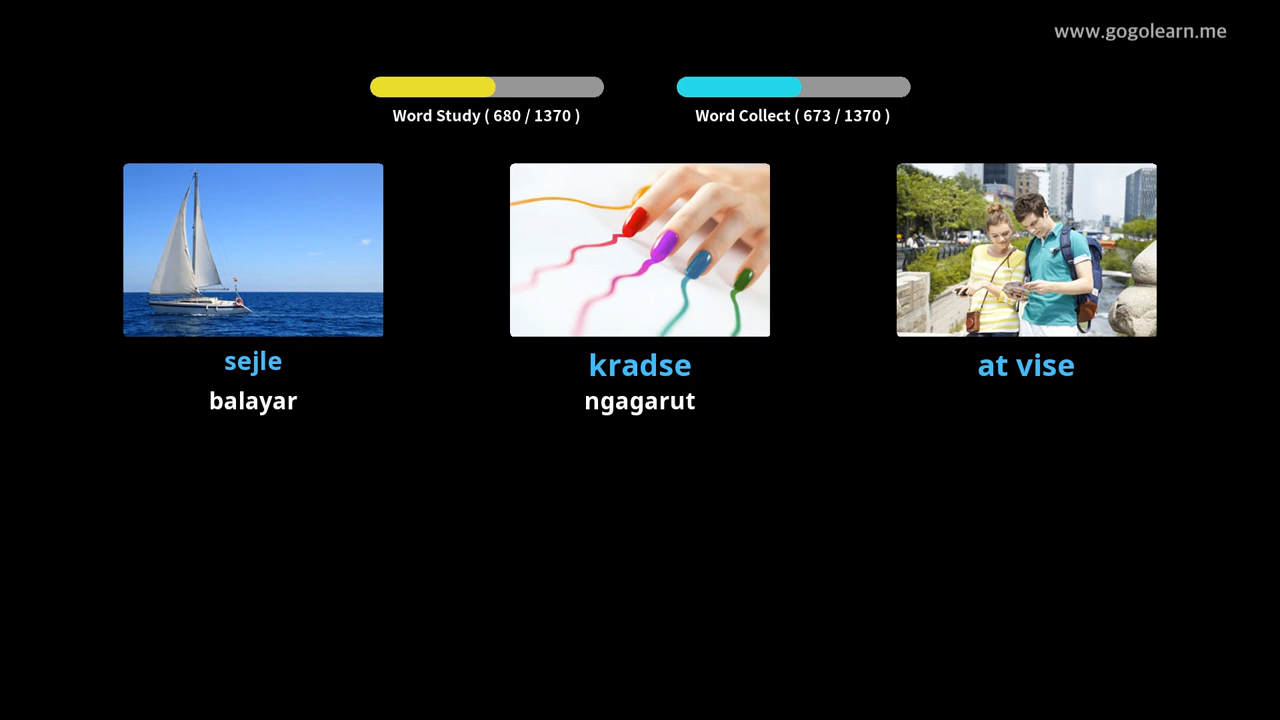 www.gogolearn.me
Word Study ( 680 / 1370 )
Word Collect ( 673 / 1370 )
sejle
balayar
kradse
ngagarut
at vise